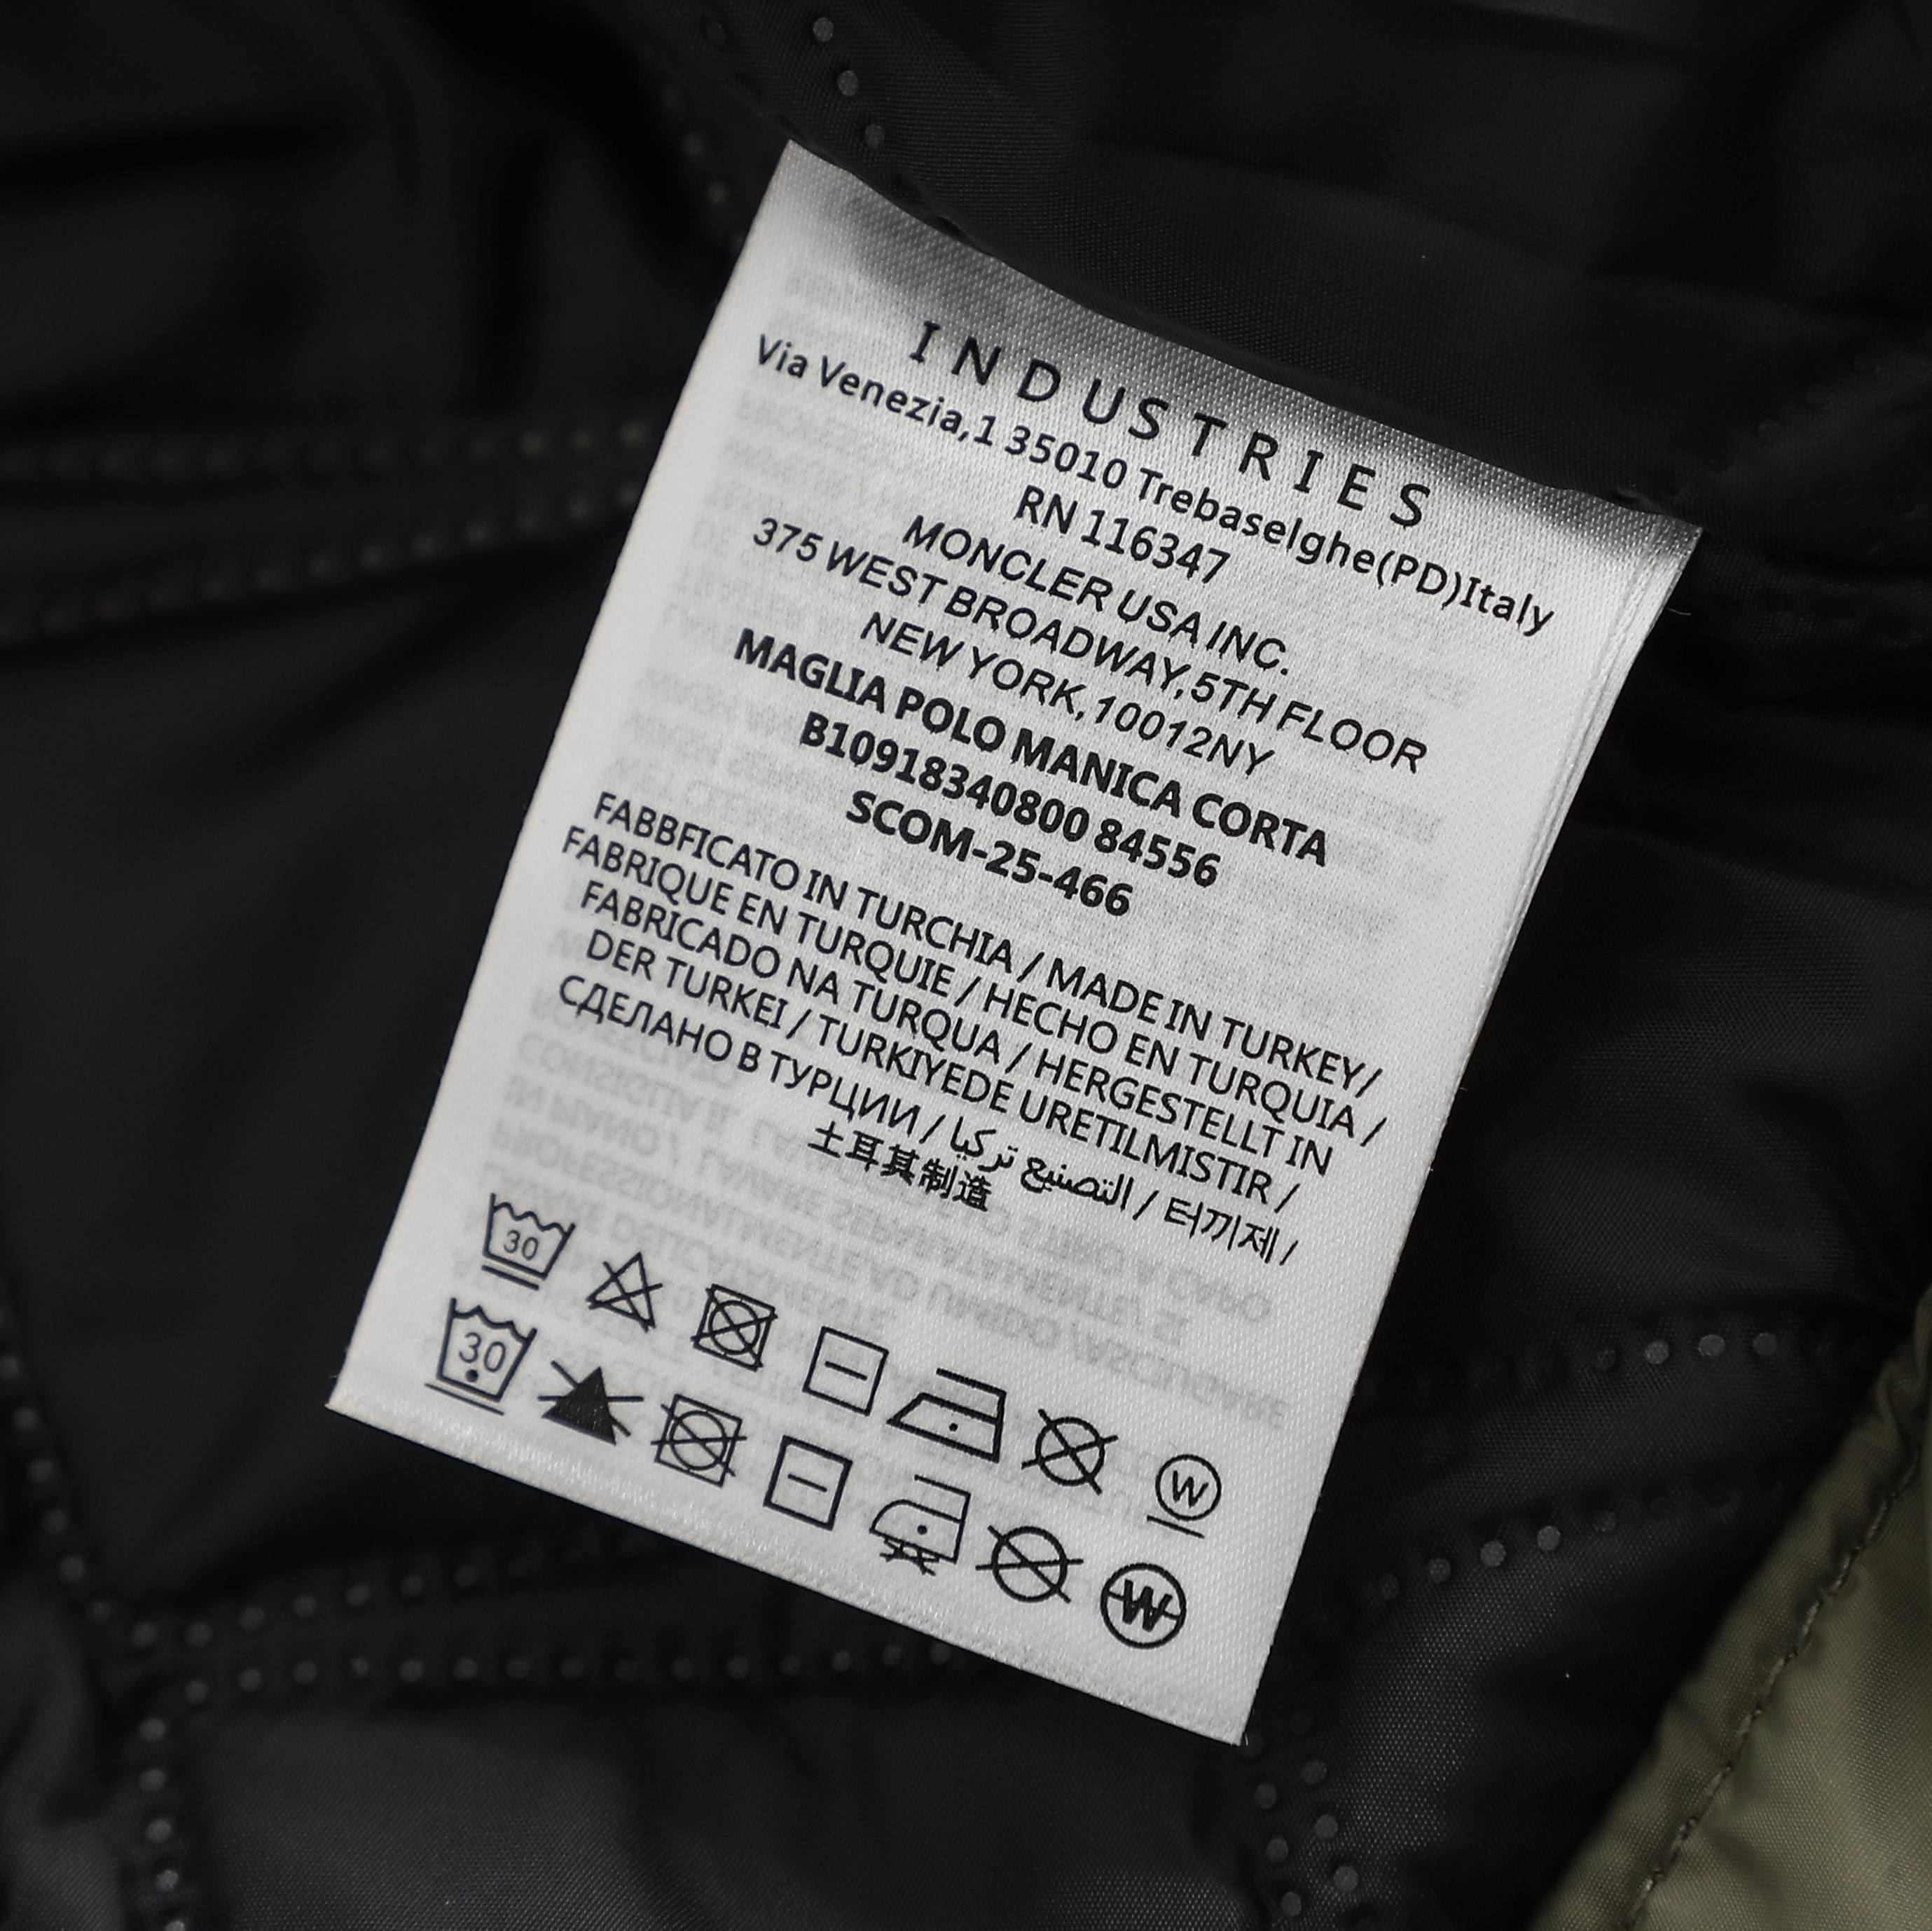 INDUSTRIES
Via Venezia,1 35010 Trebaselghe(PD)Italy
RN 116347
MONCLER USA INC.
375 WEST BROADWAY,5TH FLOOR
NEW YORK,10012NY
MAGLIA POLO MANICA CORTA
B10918340800 84556
SCOM-25-466
FABBFICATO IN TURCHIA / MADE IN TURKEY/
FABRIQUE EN TURQUIE / HECHO EN TURQUIA /
FABRICADO NA TURQUA / HERGESTELLT IN
DER TURKEI / TURKIYEDE URETILMISTIR /
СДЕЛАНО В ТУРЦИИ / التصنيع تركيا /터끼제 /
土耳其制造
30
W
30
W